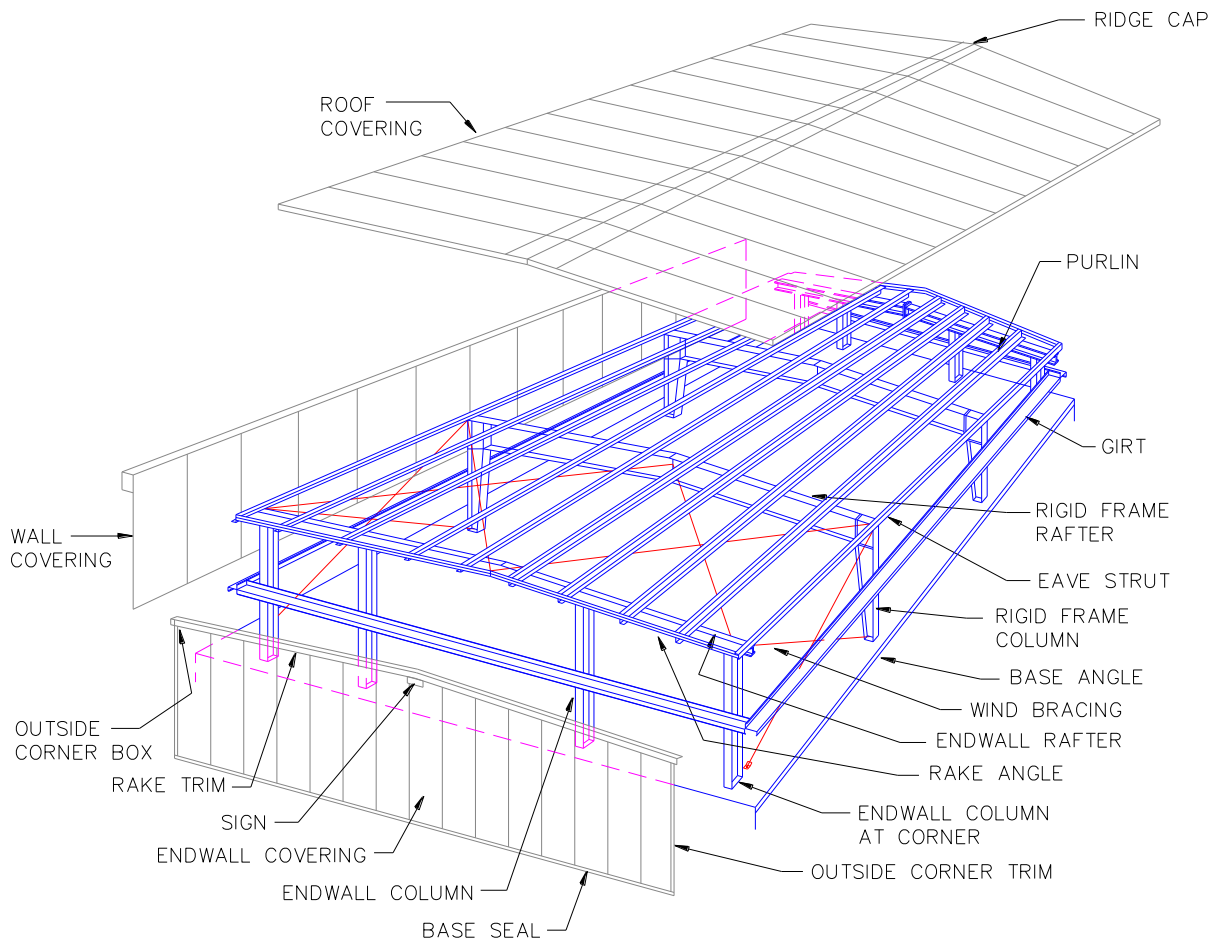 RIDGE CAP
ROOF
COVERING
PURLIN
GIRT
RIGID FRAME
RAFTER
WALL
COVERING
EAVE STRUT
RIGID FRAME
COLUMN
BASE ANGLE
WIND BRACING
OUTSIDE
CORNER BOX
ENDWALL RAFTER
RAKE ANGLE
RAKE TRIM
ENDWALL COLUMN
AT CORNER
SIGN
ENDWALL COVERING
OUTSIDE CORNER TRIM
ENDWALL COLUMN
BASE SEAL